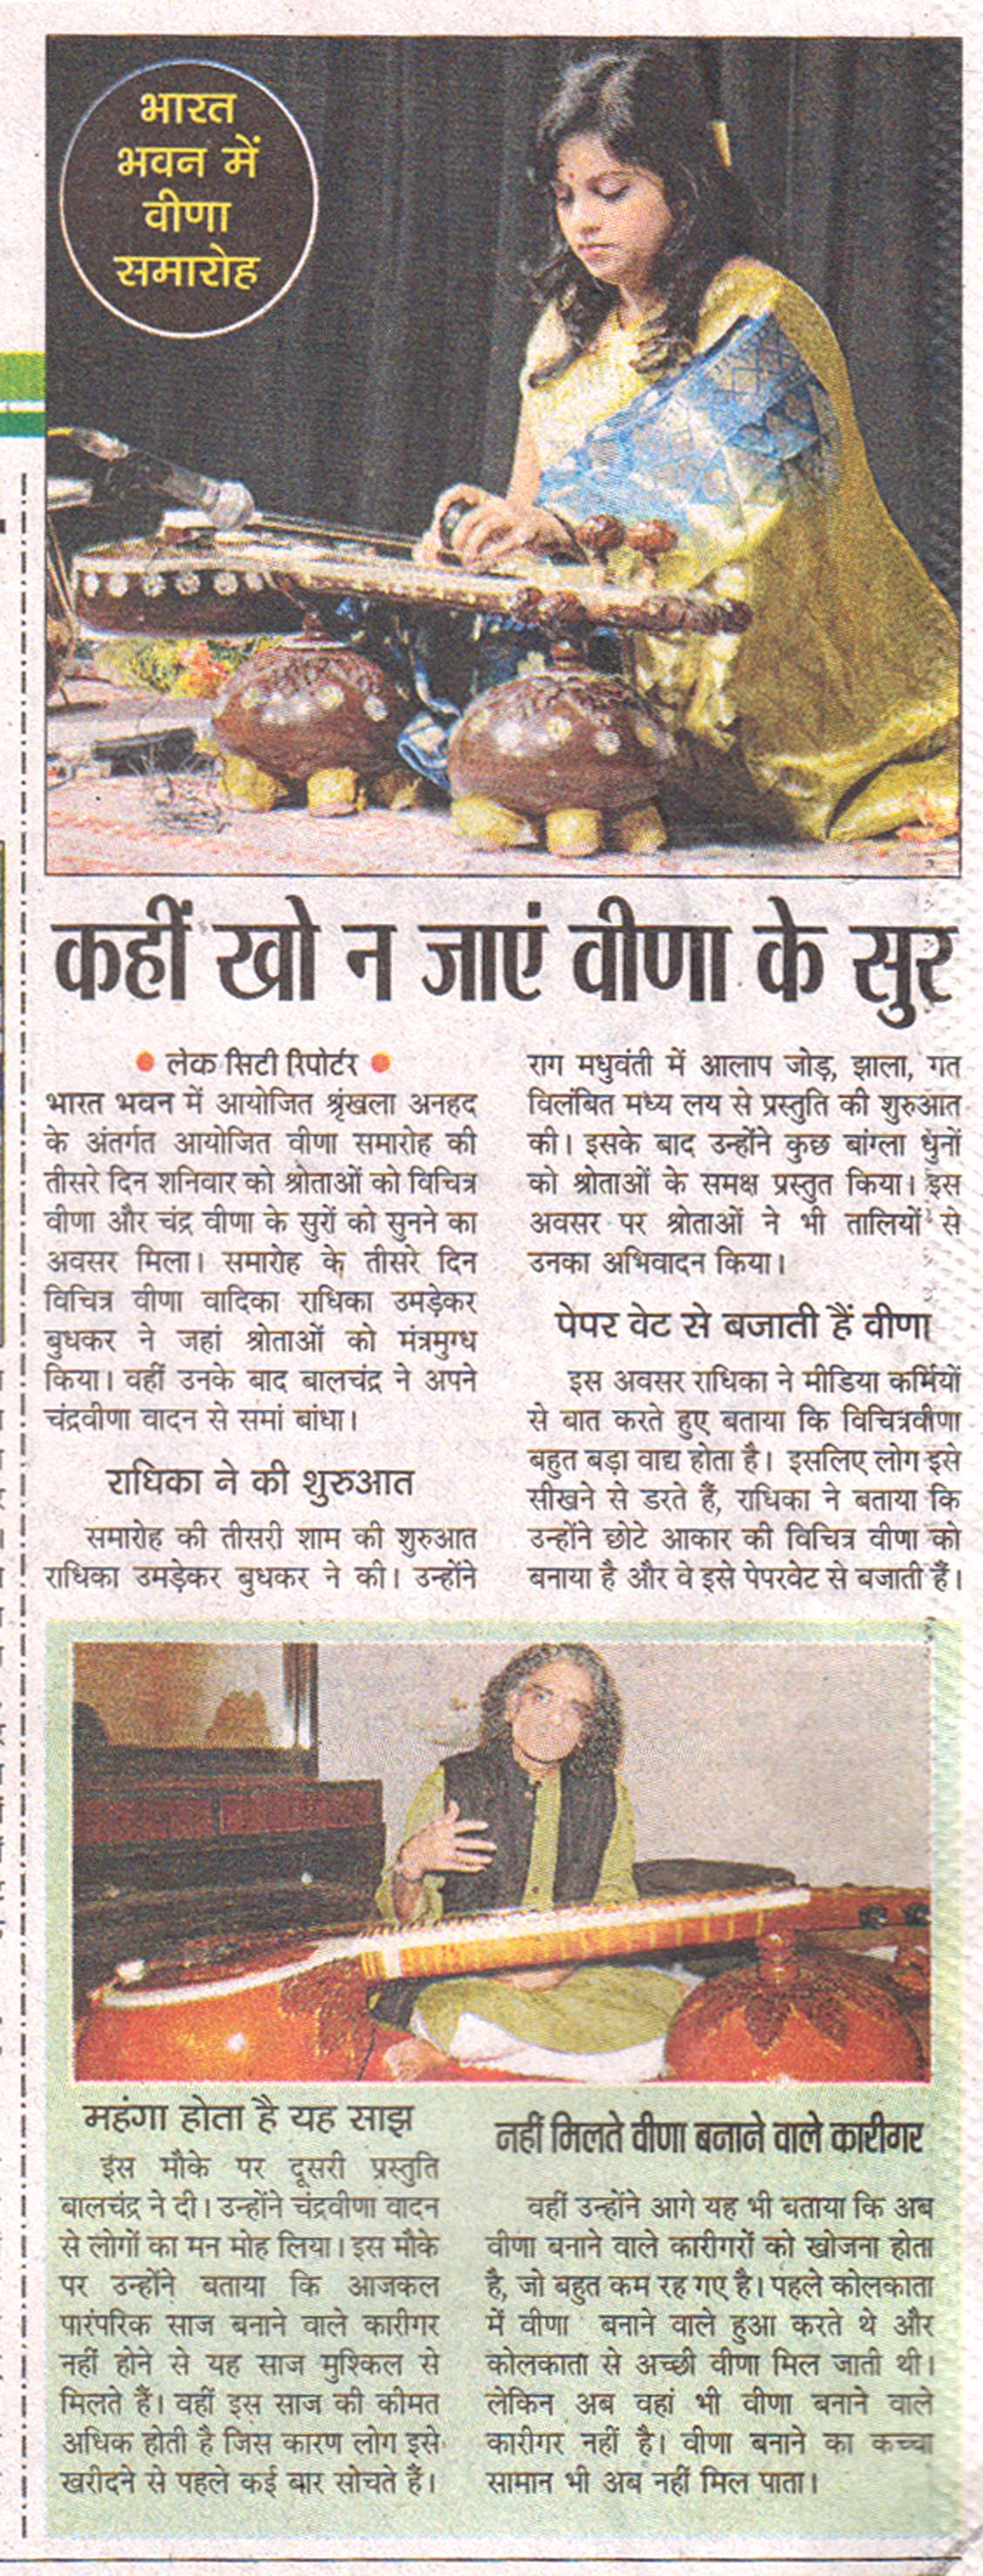 भारत
भवन में
वीणा
समारोह
कहीं खो न जाएं वीणा के सुर
● लेक सिटी रिपोर्टर ●
भारत भवन में आयोजित श्रृंखला अनहद
के अंतर्गत आयोजित वीणा समारोह की
तीसरे दिन शनिवार को श्रोताओं को विचित्र
वीणा और चंद्र वीणा के सुरों को सुनने का
अवसर मिला। समारोह के तीसरे दिन
विचित्र वीणा वादिका राधिका उमड़ेकर
बुधकर ने जहां श्रोताओं को मंत्रमुग्ध
किया। वहीं उनके बाद बालचंद्र ने अपने
चंद्रवीणा वादन से समां बांधा।
राधिका ने की शुरुआत
समारोह की तीसरी शाम की शुरुआत
राधिका उमड़ेकर बुधकर ने की। उन्होंने
राग मधुवंती में आलाप जोड़, झाला, गत
विलंबित मध्य लय से प्रस्तुति की शुरुआत
की। इसके बाद उन्होंने कुछ बांग्ला धुनों
को श्रोताओं के समक्ष प्रस्तुत किया। इस
अवसर पर श्रोताओं ने भी तालियों से
उनका अभिवादन किया।
पेपर वेट से बजाती हैं वीणा
इस अवसर राधिका ने मीडिया कर्मियों
से बात करते हुए बताया कि विचित्रवीणा
बहुत बड़ा वाद्य होता है। इसलिए लोग इसे
सीखने से डरते हैं, राधिका ने बताया कि
उन्होंने छोटे आकार की विचित्र वीणा को
बनाया है और वे इसे पेपरवेट से बजाती हैं।
महंगा होता है यह साझ
इस मौके पर दूसरी प्रस्तुति
बालचंद्र ने दी। उन्होंने चंद्रवीणा वादन
से लोगों का मन मोह लिया। इस मौके
पर उन्होंने बताया कि आजकल
पारंपरिक साज बनाने वाले कारीगर
नहीं होने से यह साज मुश्किल से
मिलते हैं। वहीं इस साज की कीमत
अधिक होती है जिस कारण लोग इसे
खरीदने से पहले कई बार सोचते हैं।
नहीं मिलते वीणा बनाने वाले कारीगर
वहीं उन्होंने आगे यह भी बताया कि अब
वीणा बनाने वाले कारीगरों को खोजना होता
है, जो बहुत कम रह गए है। पहले कोलकाता
में वीणा बनाने वाले हुआ करते थे और
कोलकाता से अच्छी वीणा मिल जाती थी।
लेकिन अब वहां भी वीणा बनाने वाले
कारीगर नहीं है। वीणा बनाने का कच्चा
सामान भी अब नहीं मिल पाता।